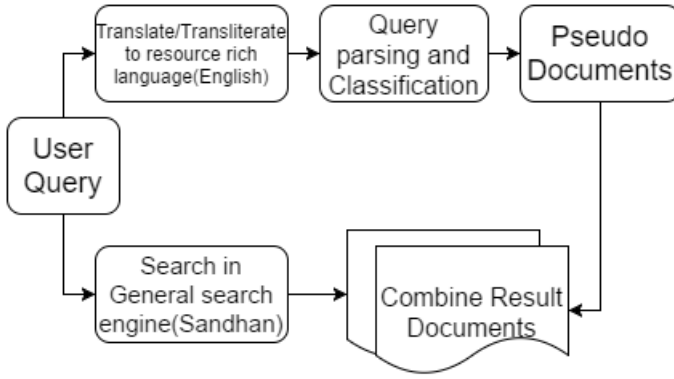 Translate/Transliterate
to resource rich
language(English)
Query
parsing and
Classification
Pseudo
Documents
User
Query
Search in
General search
engine(Sandhan)
Combine Result
Documents